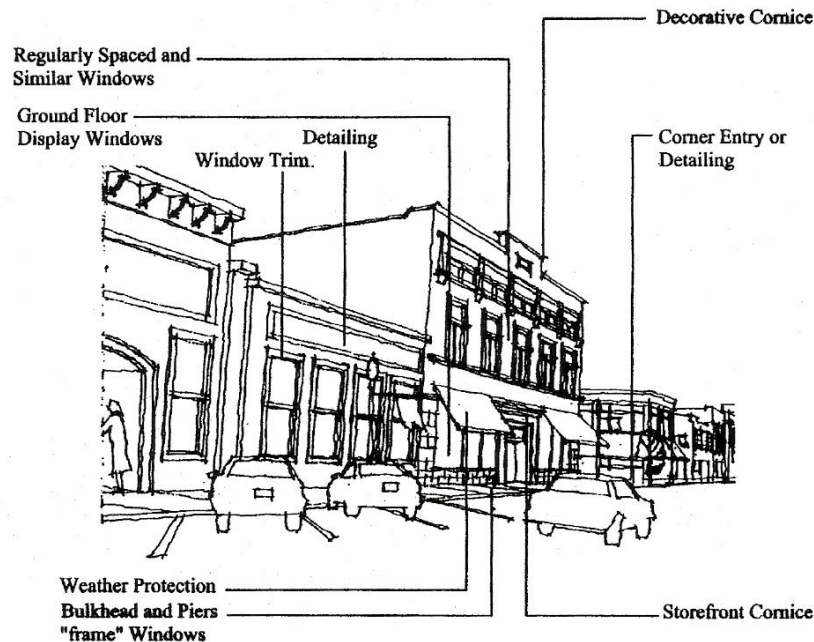 Decorative Cornice
Regularly Spaced and
Similar Windows
Ground Floor
Display Windows
Detailing
Window Trim.
Corner Entry or
Detailing
Weather Protection
Bulkhead and Piers
"frame" Windows
Storefront Cornice